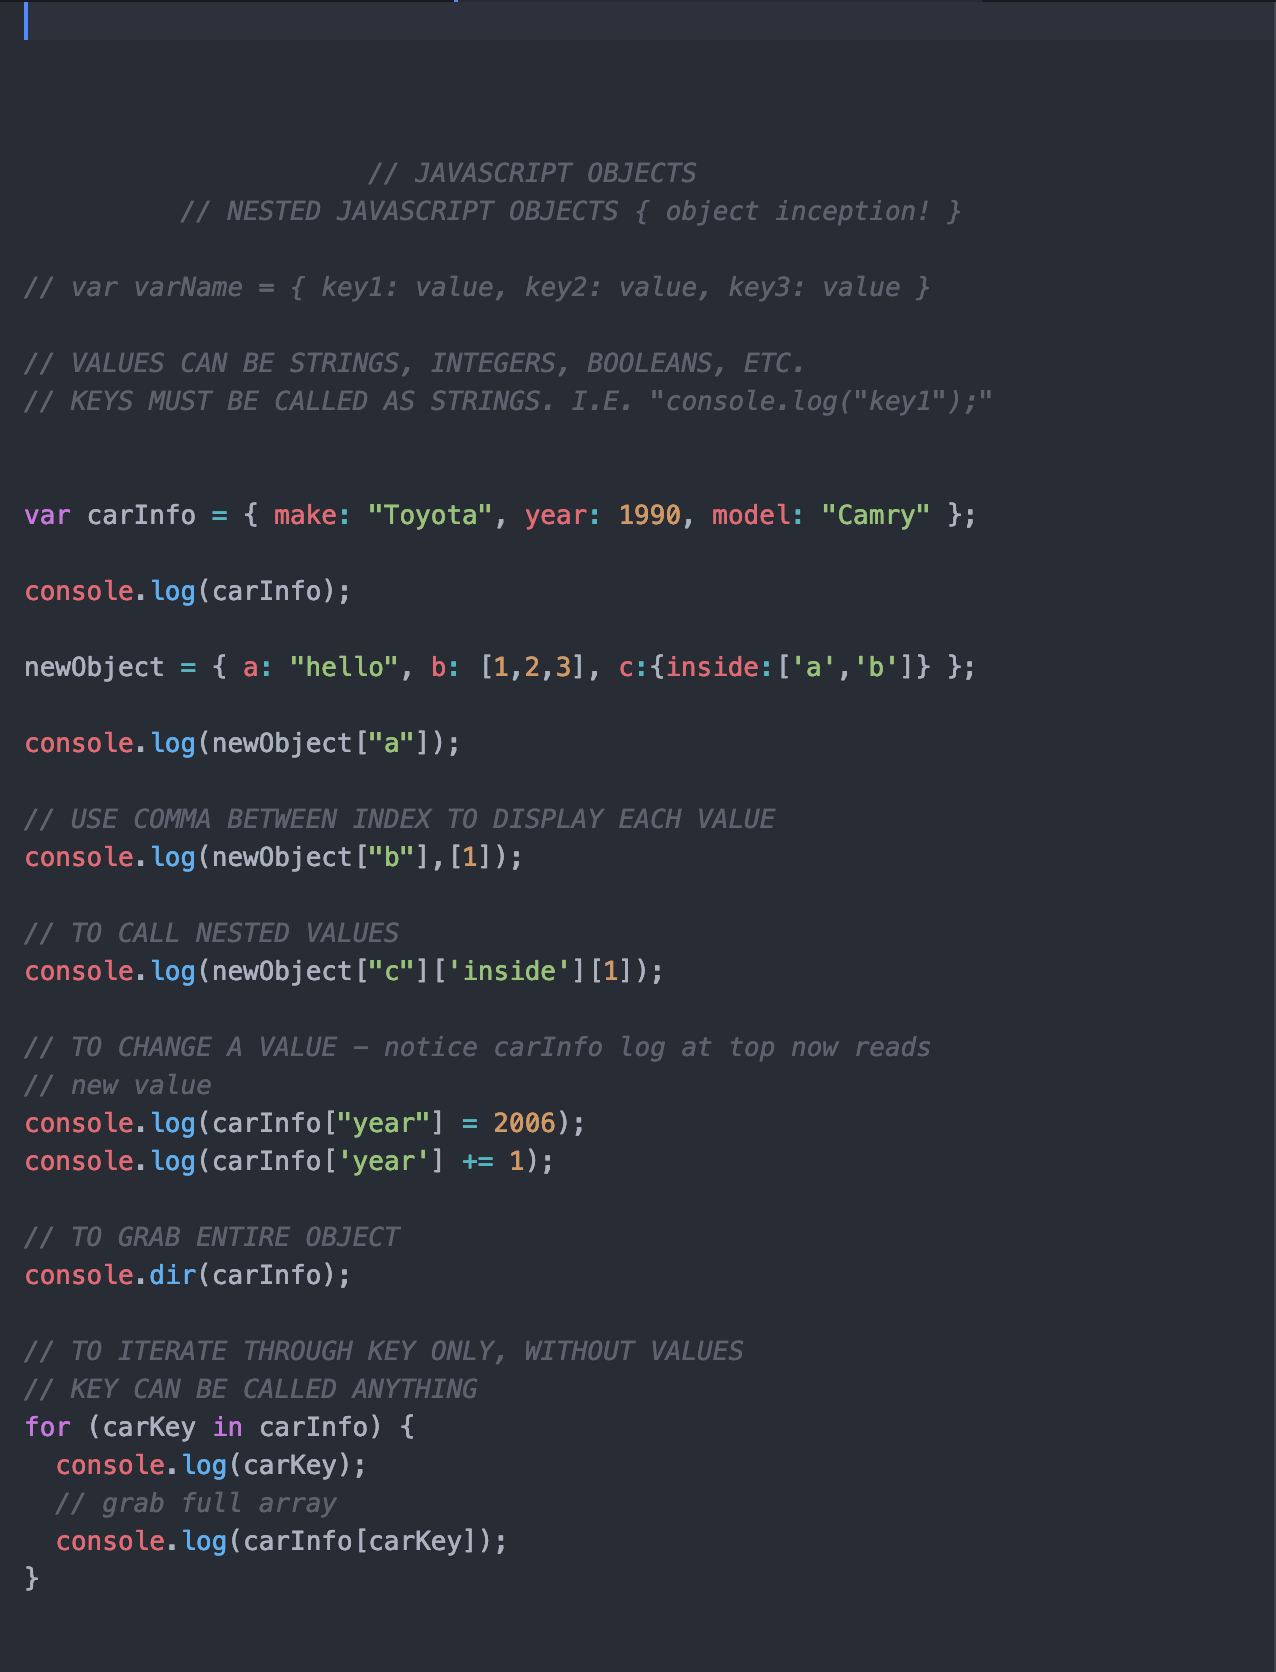 // JAVASCRIPT OBJECTS
// NESTED JAVASCRIPT OBJECTS { object inception! }
// var varName = { key1: value, key2: value, key3: value }
// VALUES CAN BE STRINGS, INTEGERS, BOOLEANS, ETC.
// KEYS MUST BE CALLED AS STRINGS. I.E. "console.log("key1");"
var carInfo = { make: "Toyota", year: 1990, model: "Camry" };
console.log(carInfo);
newObject = { a: "hello", b: [1,2,3], c:{inside:['a','b']} };
console.log(newObject["a"]);
// USE COMMA BETWEEN INDEX TO DISPLAY EACH VALUE
console.log(newObject["b"],[1]);
// TO CALL NESTED VALUES
console.log(newObject["c"]['inside'][1]);
// TO CHANGE A VALUE – notice carInfo log at top now reads
// new value
console.log(carInfo["year"] = 2006);
console.log(carInfo['year'] += 1);
// TO GRAB ENTIRE OBJECT
console.dir(carInfo);
// TO ITERATE THROUGH KEY ONLY, WITHOUT VALUES
// KEY CAN BE CALLED ANYTHING
for (carKey in carInfo) {
  console.log(carKey);
  // grab full array
  console.log(carInfo[carKey]);
}